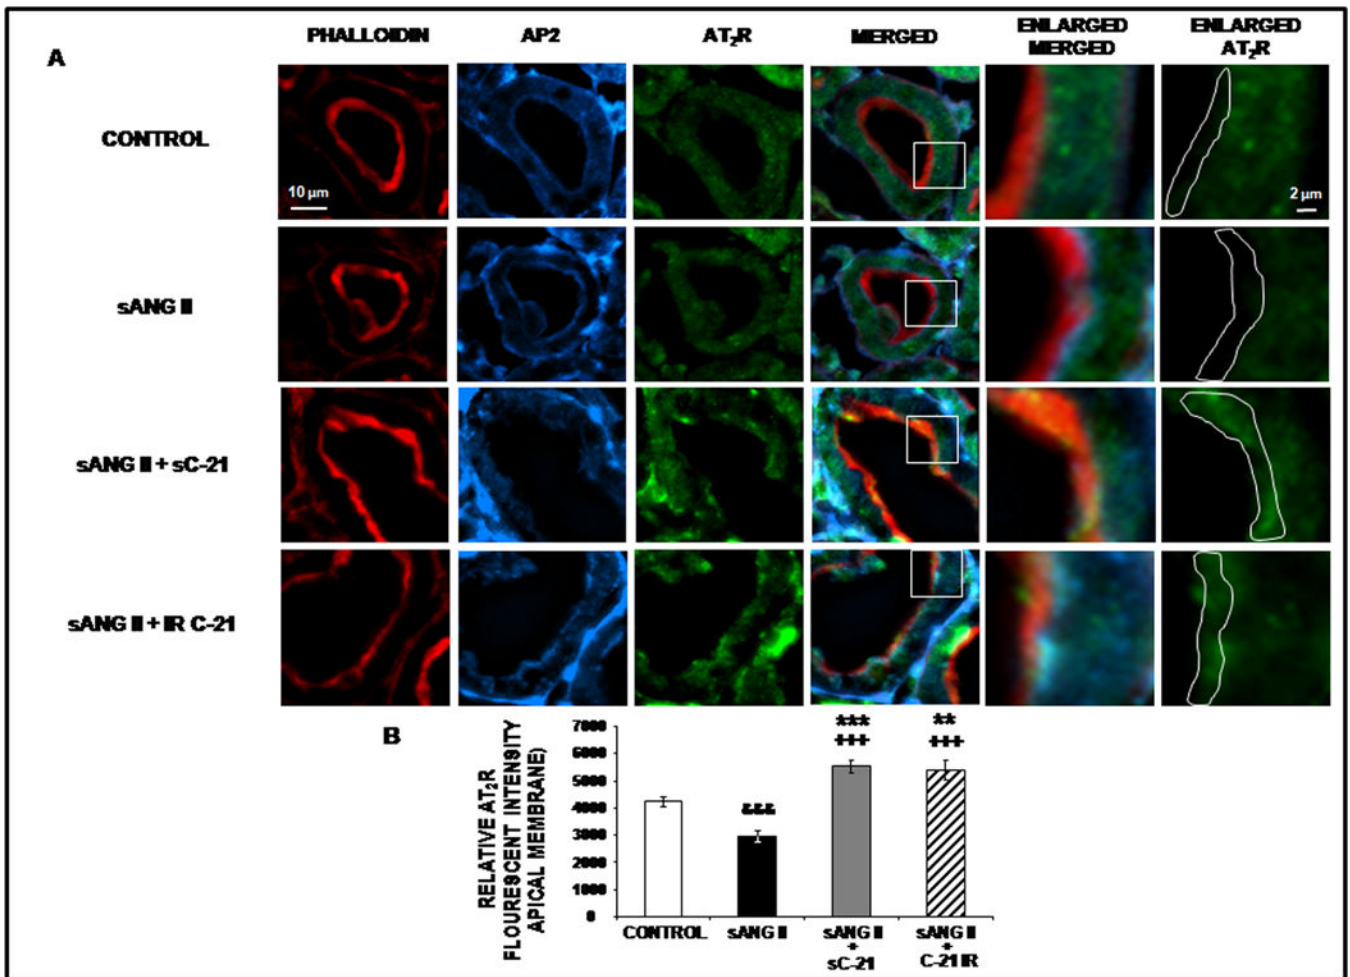 A
PHALLOIDIN
AP2
AT₂R
MERGED
ENLARGED
MERGED
ENLARGED
AT₂R
CONTROL
10 μm
2 μm
sANG II
sANG II + sC-21
sANG II + IR C-21
B
RELATIVE AT₂R
FLOURESCENT INTENSITY
APICAL MEMBRANE)
7000
6000
5000
4000
3000
2000
1000
0
&&&
***
+++
**
+++
CONTROL
sANG II
sANG II
+
sC-21
sANG II
+
C-21 IR